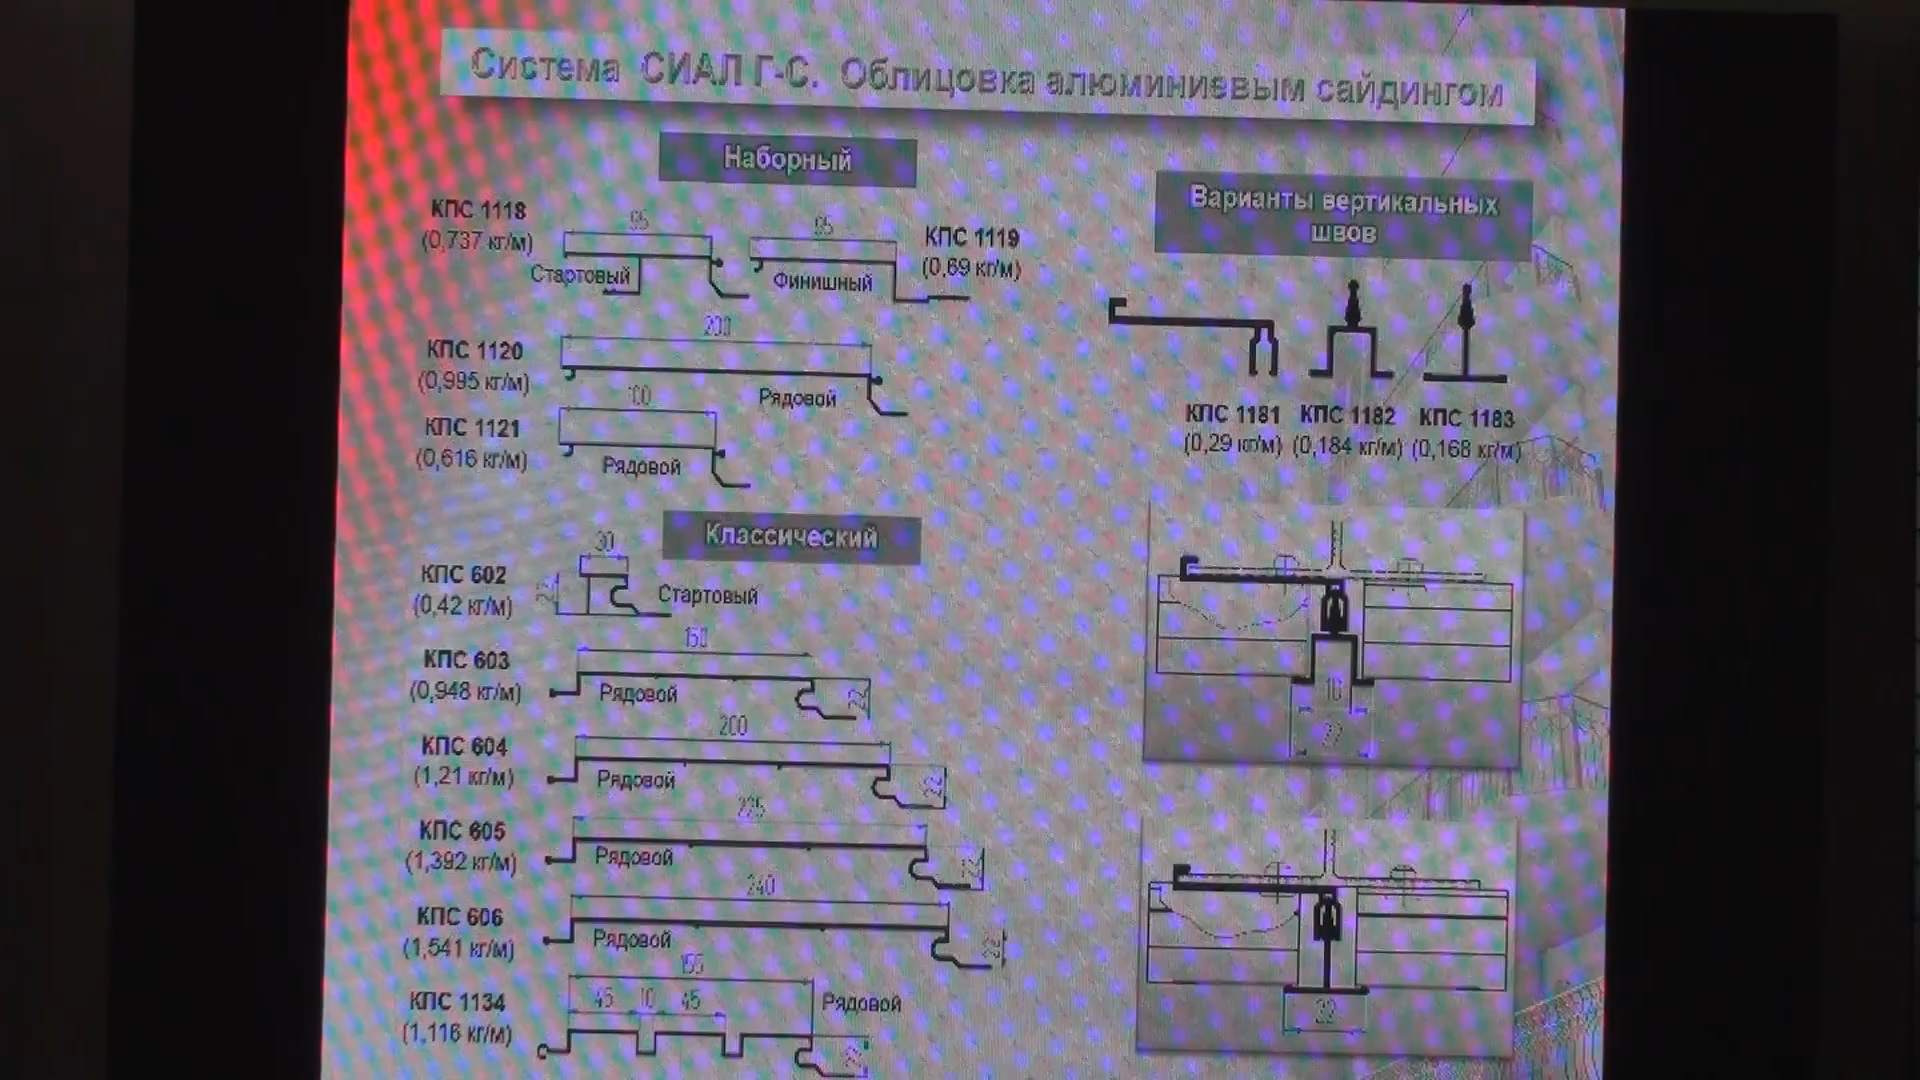 Система СИАЛ Г-С. Облицовка алюминиевым сайдингом
Наборный
КПС 1118
(0,737 кг/м)
95
Стартовый
95
Финишный
КПС 1119
(0,69 кг/м)
200
КПС 1120
(0,995 кг/м)
Рядовой
100
КПС 1121
(0,616 кг/м)
Рядовой
Классический
30
КПС 602
(0,42 кг/м)
22
Стартовый
150
КПС 603
(0,948 кг/м)
Рядовой
22
200
КПС 604
(1,21 кг/м)
Рядовой
22
225
КПС 605
(1,392 кг/м)
Рядовой
22
240
КПС 606
(1,541 кг/м)
Рядовой
22
155
КПС 1134
(1,116 кг/м)
45 10 45
Рядовой
22
Варианты вертикальных
швов
КПС 1181 КПС 1182 КПС 1183
(0,29 кг/м) (0,184 кг/м) (0,168 кг/м)
16
32